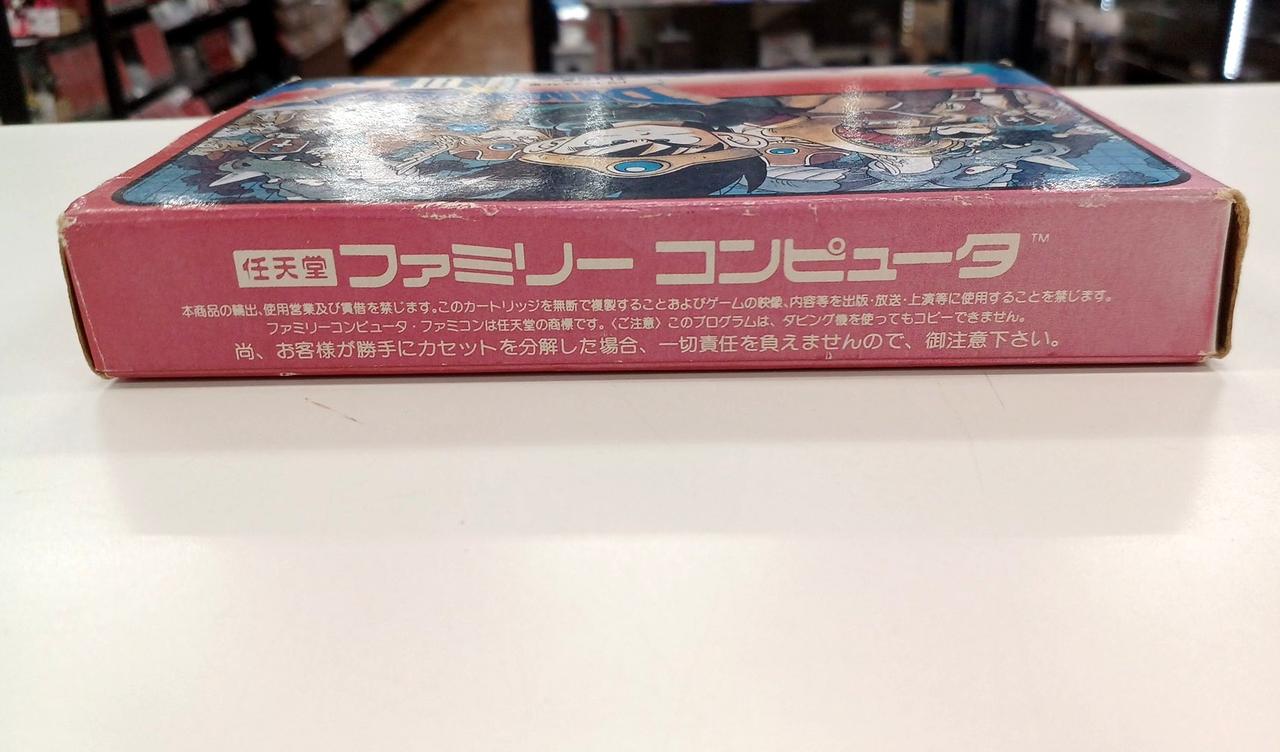 任天堂 ファミリー コンピュータ™
本商品の輸出、使用営業及び賃借を禁じます。このカートリッジを無断で複製することおよびゲームの映像、内容等を出版・放送・上演等に使用することを禁じます。
ファミリーコンピュータ・ファミコンは任天堂の商標です。〈ご注意〉このプログラムは、ダビング機を使ってもコピーできません。
尚、お客様が勝手にカセットを分解した場合、一切責任を負えませんので、御注意下さい。